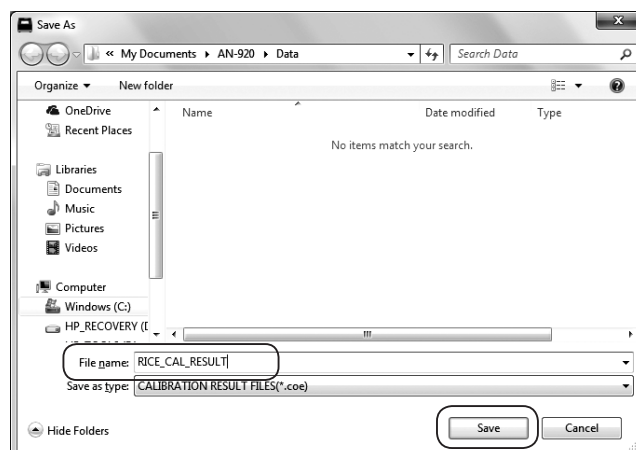 Save As
« My Documents ▸ AN-920 ▸ Data Search Data
Organize ▼ New folder
OneDrive
Recent Places
Libraries
Documents
Music
Pictures
Videos
Computer
Windows (C:)
HP_RECOVERY (D
Name Date modified Type
No items match your search.
File name: RICE_CAL_RESULT
Save as type: CALIBRATION RESULT FILES(*.coe)
Hide Folders Save Cancel